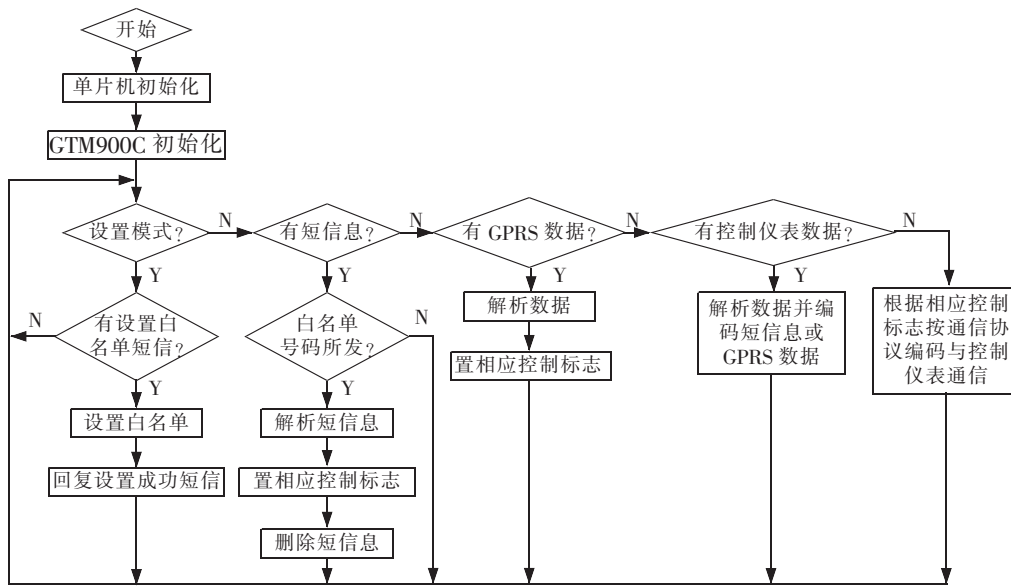 开始
单片机初始化
GTM900C 初始化
设置模式?
N
有短信息?
N
有 GPRS 数据?
N
有控制仪表数据?
N
Y
Y
Y
Y
N
有设置白
名单短信?
白名单
号码所发?
N
解析数据
置相应控制标志
解析数据并编
码短信息或
GPRS 数据
根据相应控制
标志按通信协
议编码与控制
仪表通信
Y
Y
设置白名单
解析短信息
回复设置成功短信
置相应控制标志
删除短信息